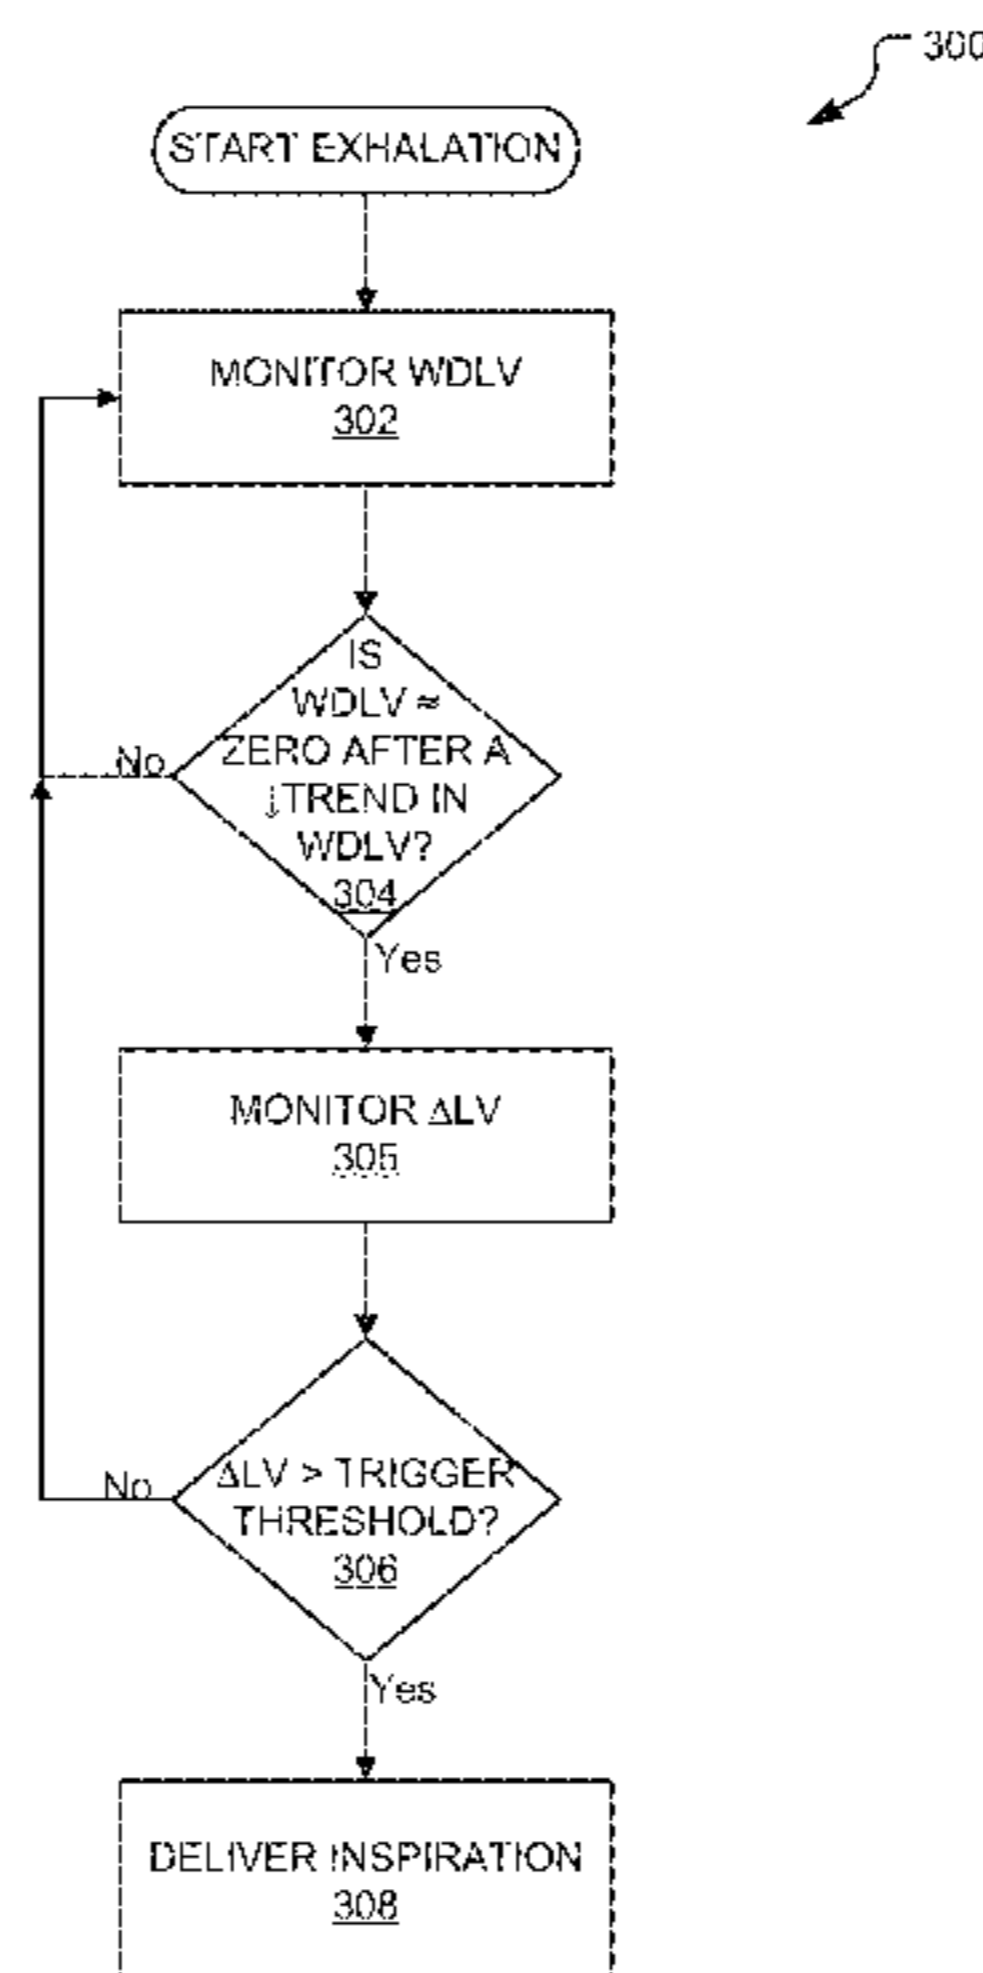 300
START EXHALATION
MONITOR WDLV
302
IS
WDLV ≈
ZERO AFTER A
↓TREND IN
WDLV?
304
No
Yes
MONITOR ΔLV
305
ΔLV > TRIGGER
THRESHOLD?
306
No
Yes
DELIVER INSPIRATION
308